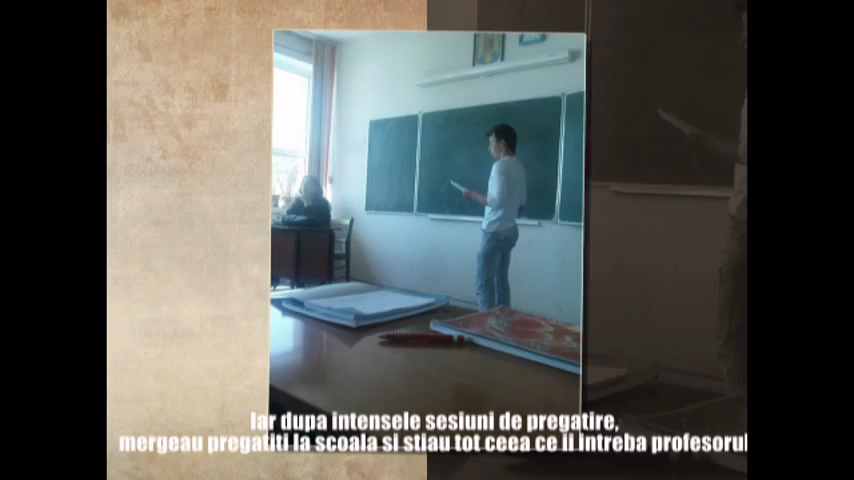 Iar dupa intensele sesiuni de pregatire,
mergeau pregatiti la scoala si stiau tot ceea ce ii intreba profesorul